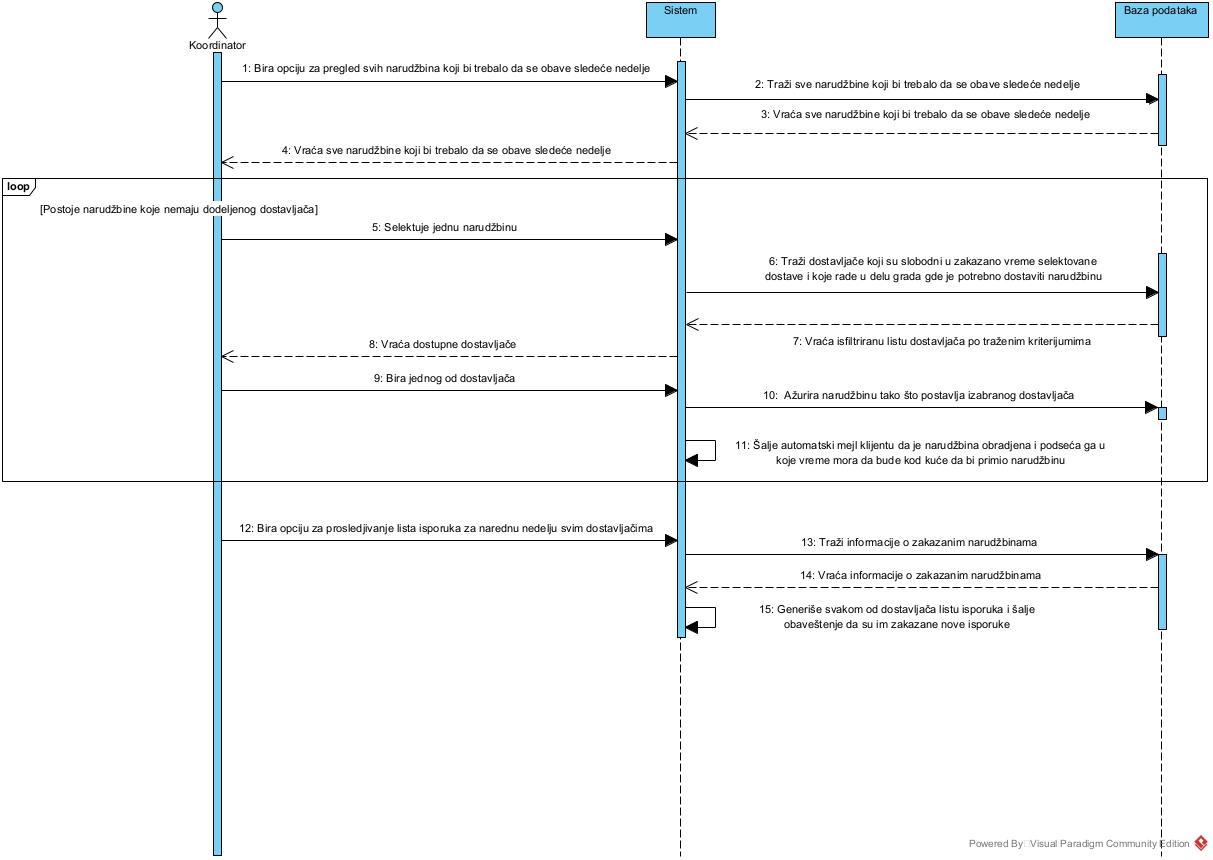 Koordinator
Sistem
Baza podataka
1: Bira opciju za pregled svih narudžbina koji bi trebalo da se obave sledeće nedelje
2: Traži sve narudžbine koji bi trebalo da se obave sledeće nedelje
3: Vraća sve narudžbine koji bi trebalo da se obave sledeće nedelje
4: Vraća sve narudžbine koji bi trebalo da se obave sledeće nedelje
loop
[Postoje narudžbine koje nemaju dodeljenog dostavljača]
5: Selektuje jednu narudžbinu
6: Traži dostavljače koji su slobodni u zakazano vreme selektovane
dostave i koje rade u delu grada gde je potrebno dostaviti narudžbinu
7: Vraća isfiltriranu listu dostavljača po traženim kriterijumima
8: Vraća dostupne dostavljače
9: Bira jednog od dostavljača
10: Ažurira narudžbinu tako što postavlja izabranog dostavljača
11: Šalje automatski mejl klijentu da je narudžbina obradjena i podseća ga u
koje vreme mora da bude kod kuće da bi primio narudžbinu
12: Bira opciju za prosledjivanje lista isporuka za narednu nedelju svim dostavljačima
13: Traži informacije o zakazanim narudžbinama
14: Vraća informacije o zakazanim narudžbinama
15: Generiše svakom od dostavljača listu isporuka i šalje
obaveštenje da su im zakazane nove isporuke
Powered By Visual Paradigm Community Edition